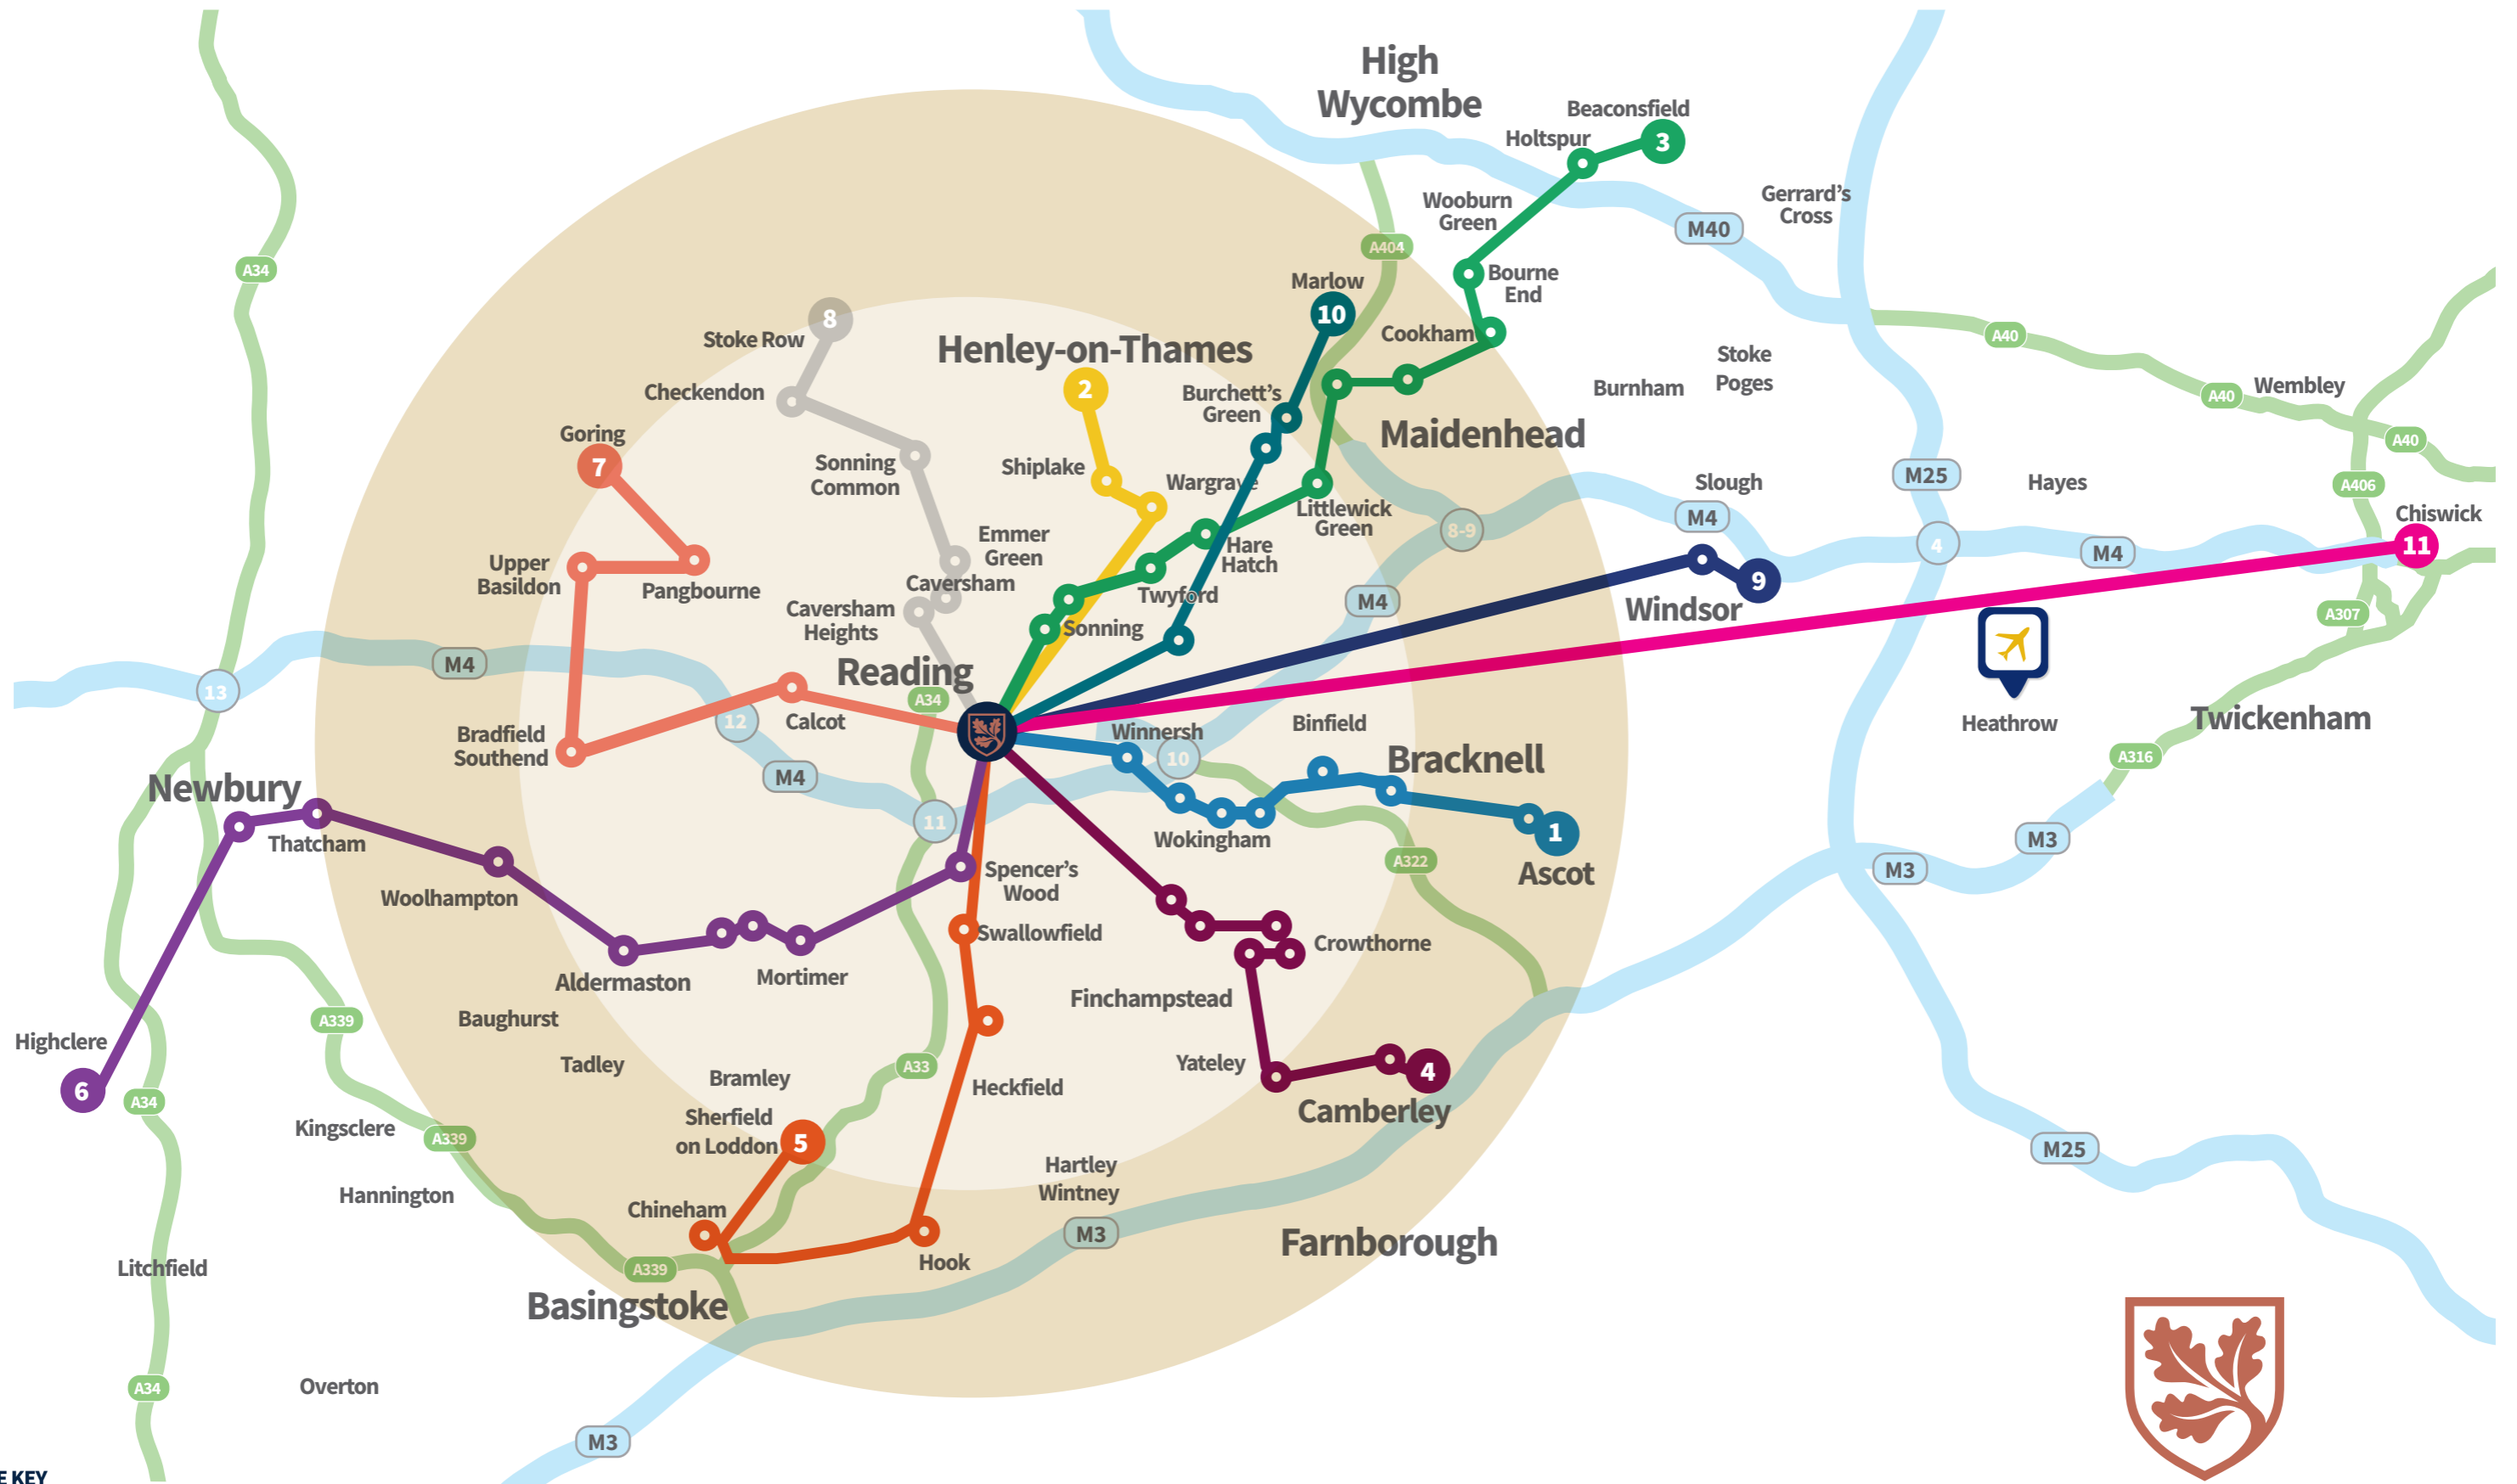 High
Wycombe
Beaconsfield
3
Holtspur
Wooburn
Green
Gerrard's
Cross
M40
A404
A34
Bourne
End
Marlow
10
8
Stoke Row
Henley-on-Thames
Cookham
A40
Stoke
Poges
Burnham
Wembley
A40
Checkendon
2
Burchett's
Green
Maidenhead
A40
Goring
7
Sonning
Common
Shiplake
Wargrave
Slough
M25
Hayes
A406
Littlewick
Green
M4
8-9
4
Chiswick
11
M4
Emmer
Green
Hare
Hatch
Upper
Basildon
Pangbourne
Caversham
Twyford
9
Caversham
Heights
M4
Windsor
A307
Sonning
M4
Reading
13
A34
12
Calcot
Winnersh
10
Binfield
Heathrow
Twickenham
Bradfield
Southend
Bracknell
A316
M4
Newbury
11
1
Thatcham
Wokingham
M3
A322
M3
Ascot
Spencer's
Wood
Woolhampton
Swallowfield
Crowthorne
Mortimer
Aldermaston
Finchampstead
Baughurst
A339
Highclere
Tadley
A33
Yateley
4
6
Bramley
Heckfield
A34
Camberley
Sherfield
on Loddon
5
Kingsclere
A339
M25
Hartley
Wintney
Hannington
Chineham
M3
Farnborough
Litchfield
A339
Hook
Basingstoke
A34
Overton
M3
E KEY